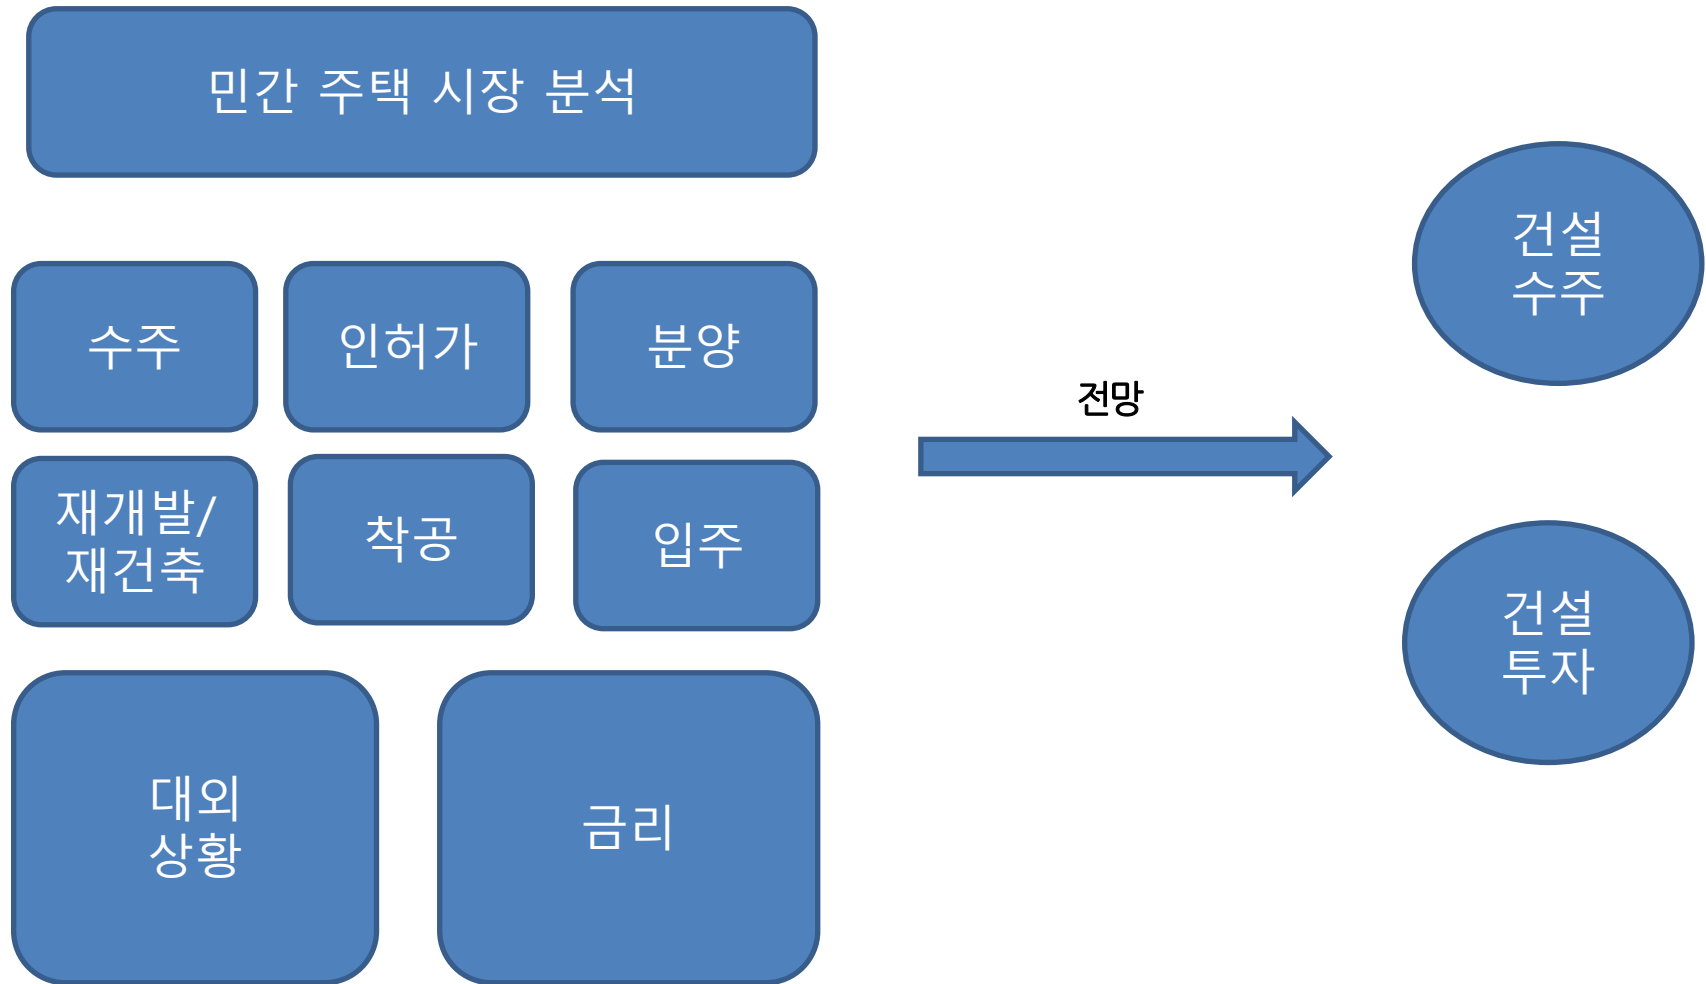 민간 주택 시장 분석
수주
인허가
분양
재개발/
재건축
착공
입주
대외
상황
금리
전망
건설
수주
건설
투자